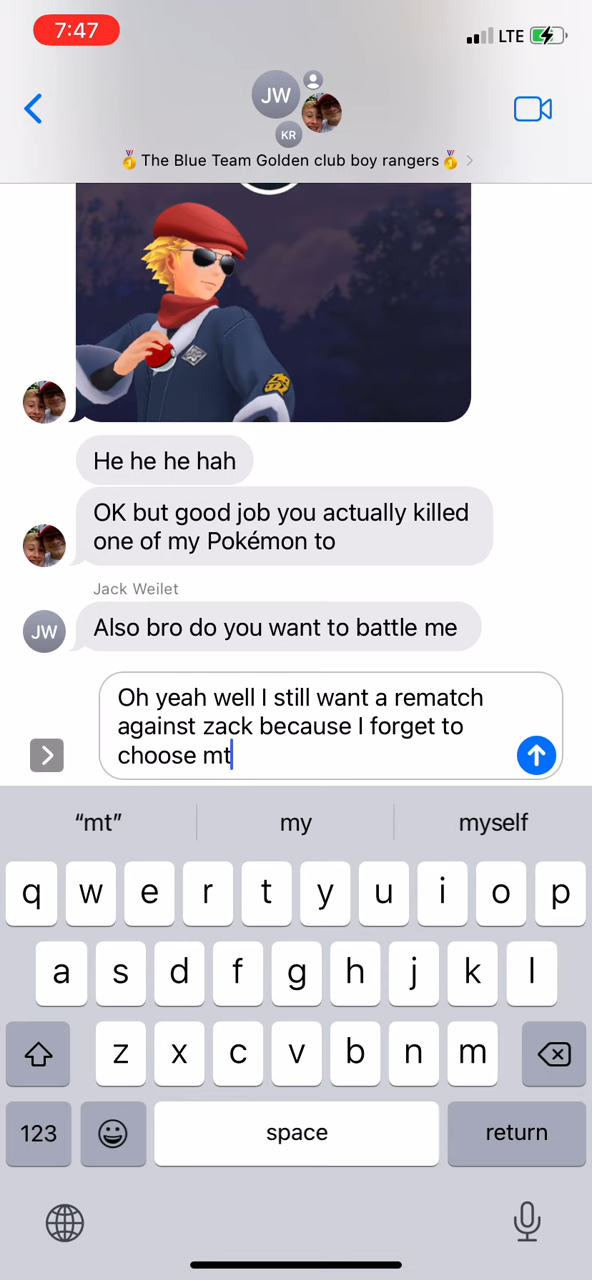 7:47
LTE
JW
KR
🥇The Blue Team Golden club boy rangers🥇
He he he hah
OK but good job you actually killed
one of my Pokémon to
Jack Weilet
JW
Also bro do you want to battle me
Oh yeah well I still want a rematch
against zack because I forget to
choose mt
“mt” my myself
q w e r t y u i o p
a s d f g h j k l
z x c v b n m
123 space return